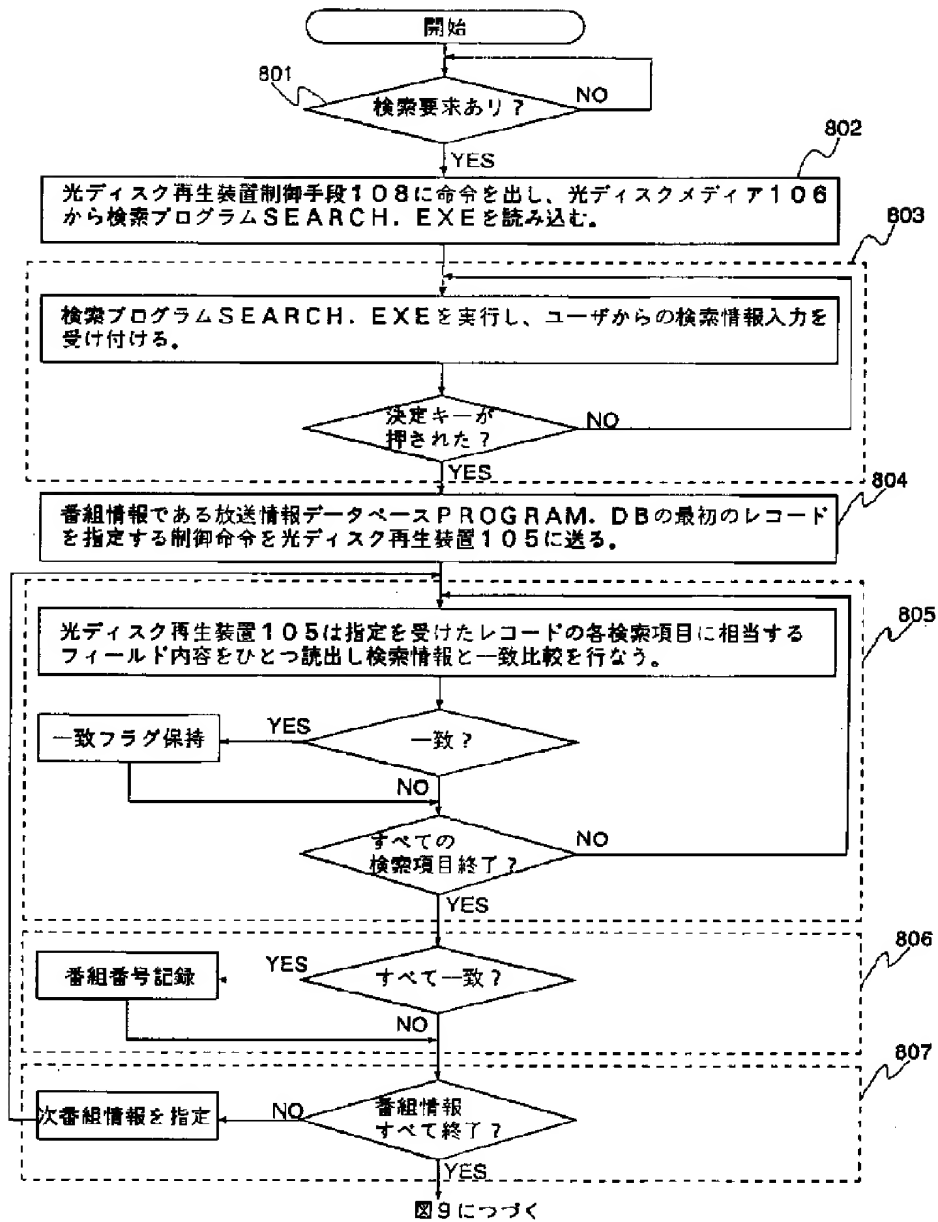 開始
801
検索要求あり?
NO
YES
802
光ディスク再生装置制御手段108に命令を出し、光ディスクメディア106
から検索プログラムSEARCH.EXEを読み込む。
803
検索プログラムSEARCH.EXEを実行し、ユーザからの検索情報入力を
受け付ける。
決定キーが
押された?
NO
YES
804
番組情報である放送情報データベースPROGRAM.DBの最初のレコード
を指定する制御命令を光ディスク再生装置105に送る。
805
光ディスク再生装置105は指定を受けたレコードの各検索項目に相当する
フィールド内容をひとつ読出し検索情報と一致比較を行なう。
一致フラグ保持
YES
一致?
NO
すべての
検索項目終了?
NO
YES
806
番組番号記録
YES
すべて一致?
NO
807
次番組情報を指定
NO
番組情報
すべて終了?
YES
図9につづく